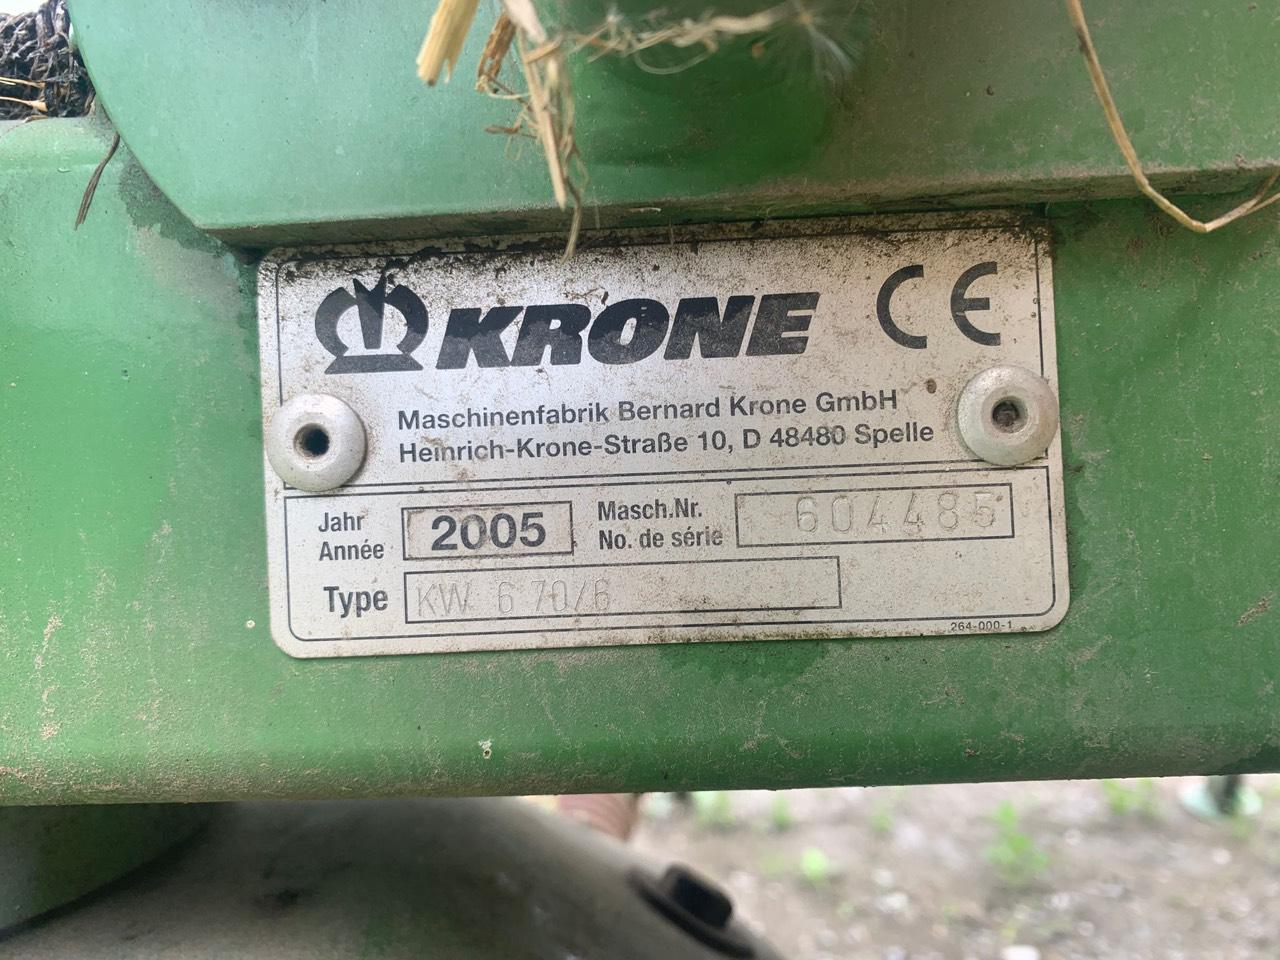 KRONE CE
Maschinenfabrik Bernard Krone GmbH
Heinrich-Krone-Straße 10, D 48480 Spelle
Jahr
Année
2005
Masch.Nr.
No. de série
604485
Type
KW 6 70/6
264-000-1